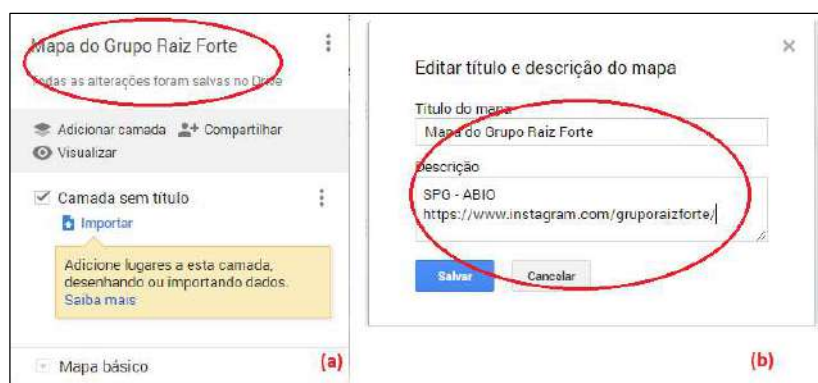 Mapa do Grupo Raiz Forte
Todas as alterações foram salvas no Drive
Adicionar camada Compartilhar
Visualizar
Camada sem título
Importar
Adicione lugares a esta camada,
desenhando ou importando dados.
Saiba mais
Mapa básico
(a)
Editar título e descrição do mapa
Título do mapa
Mapa do Grupo Raiz Forte
Descrição
SPG - ABIO
https://www.instagram.com/gruporaizforte/
Salvar Cancelar
(b)